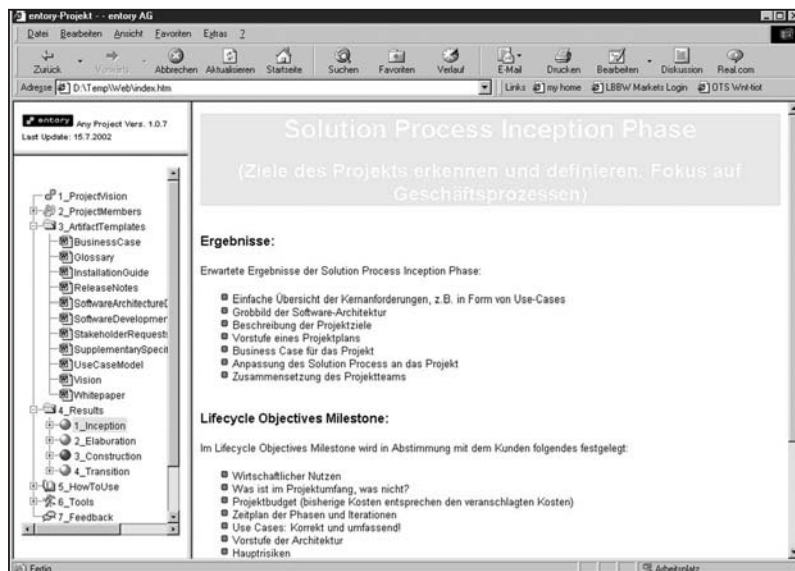 entory-Projekt - - entory AG
Datei Bearbeiten Ansicht Favoriten Extras ?
Zurück Vorwärts Abbrechen Aktualisieren Startseite Suchen Favoriten Verlauf E-Mail Drucken Bearbeiten Diskussion Real.com
Adresse D:\Temp\Web\index.htm Links my home LBBW Markets Login OTS Wnt-tiot
entory Any Project Vers. 1.0.7
Last Update: 15.7.2002
1_ProjectVision
2_ProjectMembers
3_ArtifactTemplates
BusinessCase
Glossary
InstallationGuide
ReleaseNotes
SoftwareArchitectureD
SoftwareDevelopmen
StakeholderRequests
SupplementarySpecif
UseCaseModel
Vision
Whitepaper
4_Results
1_Inception
2_Elaboration
3_Construction
4_Transition
5_HowToUse
6_Tools
7_Feedback
Solution Process Inception Phase
(Ziele des Projekts erkennen und definieren. Fokus auf
Geschäftsprozessen)
Ergebnisse:
Erwartete Ergebnisse der Solution Process Inception Phase:
Einfache Übersicht der Kernanforderungen, z.B. in Form von Use-Cases
Grobbild der Software-Architektur
Beschreibung der Projektziele
Vorstufe eines Projektplans
Business Case für das Projekt
Anpassung des Solution Process an das Projekt
Zusammensetzung des Projektteams
Lifecycle Objectives Milestone:
Im Lifecycle Objectives Milestone wird in Abstimmung mit dem Kunden folgendes festgelegt:
Wirtschaftlicher Nutzen
Was ist im Projektumfang, was nicht?
Projektbudget (bisherige Kosten entsprechen den veranschlagten Kosten)
Zeitplan der Phasen und Iterationen
Use Cases: Korrekt und umfassend!
Vorstufe der Architektur
Hauptrisiken
Fertig Arbeitsplatz